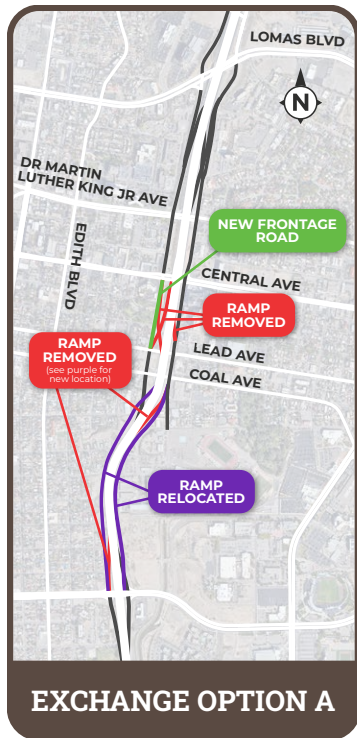 LOMAS BLVD
N
DR MARTIN
LUTHER KING JR AVE
EDITH BLVD
NEW FRONTAGE
ROAD
CENTRAL AVE
RAMP
REMOVED
RAMP
REMOVED
(see purple for
new location)
LEAD AVE
COAL AVE
RAMP
RELOCATED
EXCHANGE OPTION A